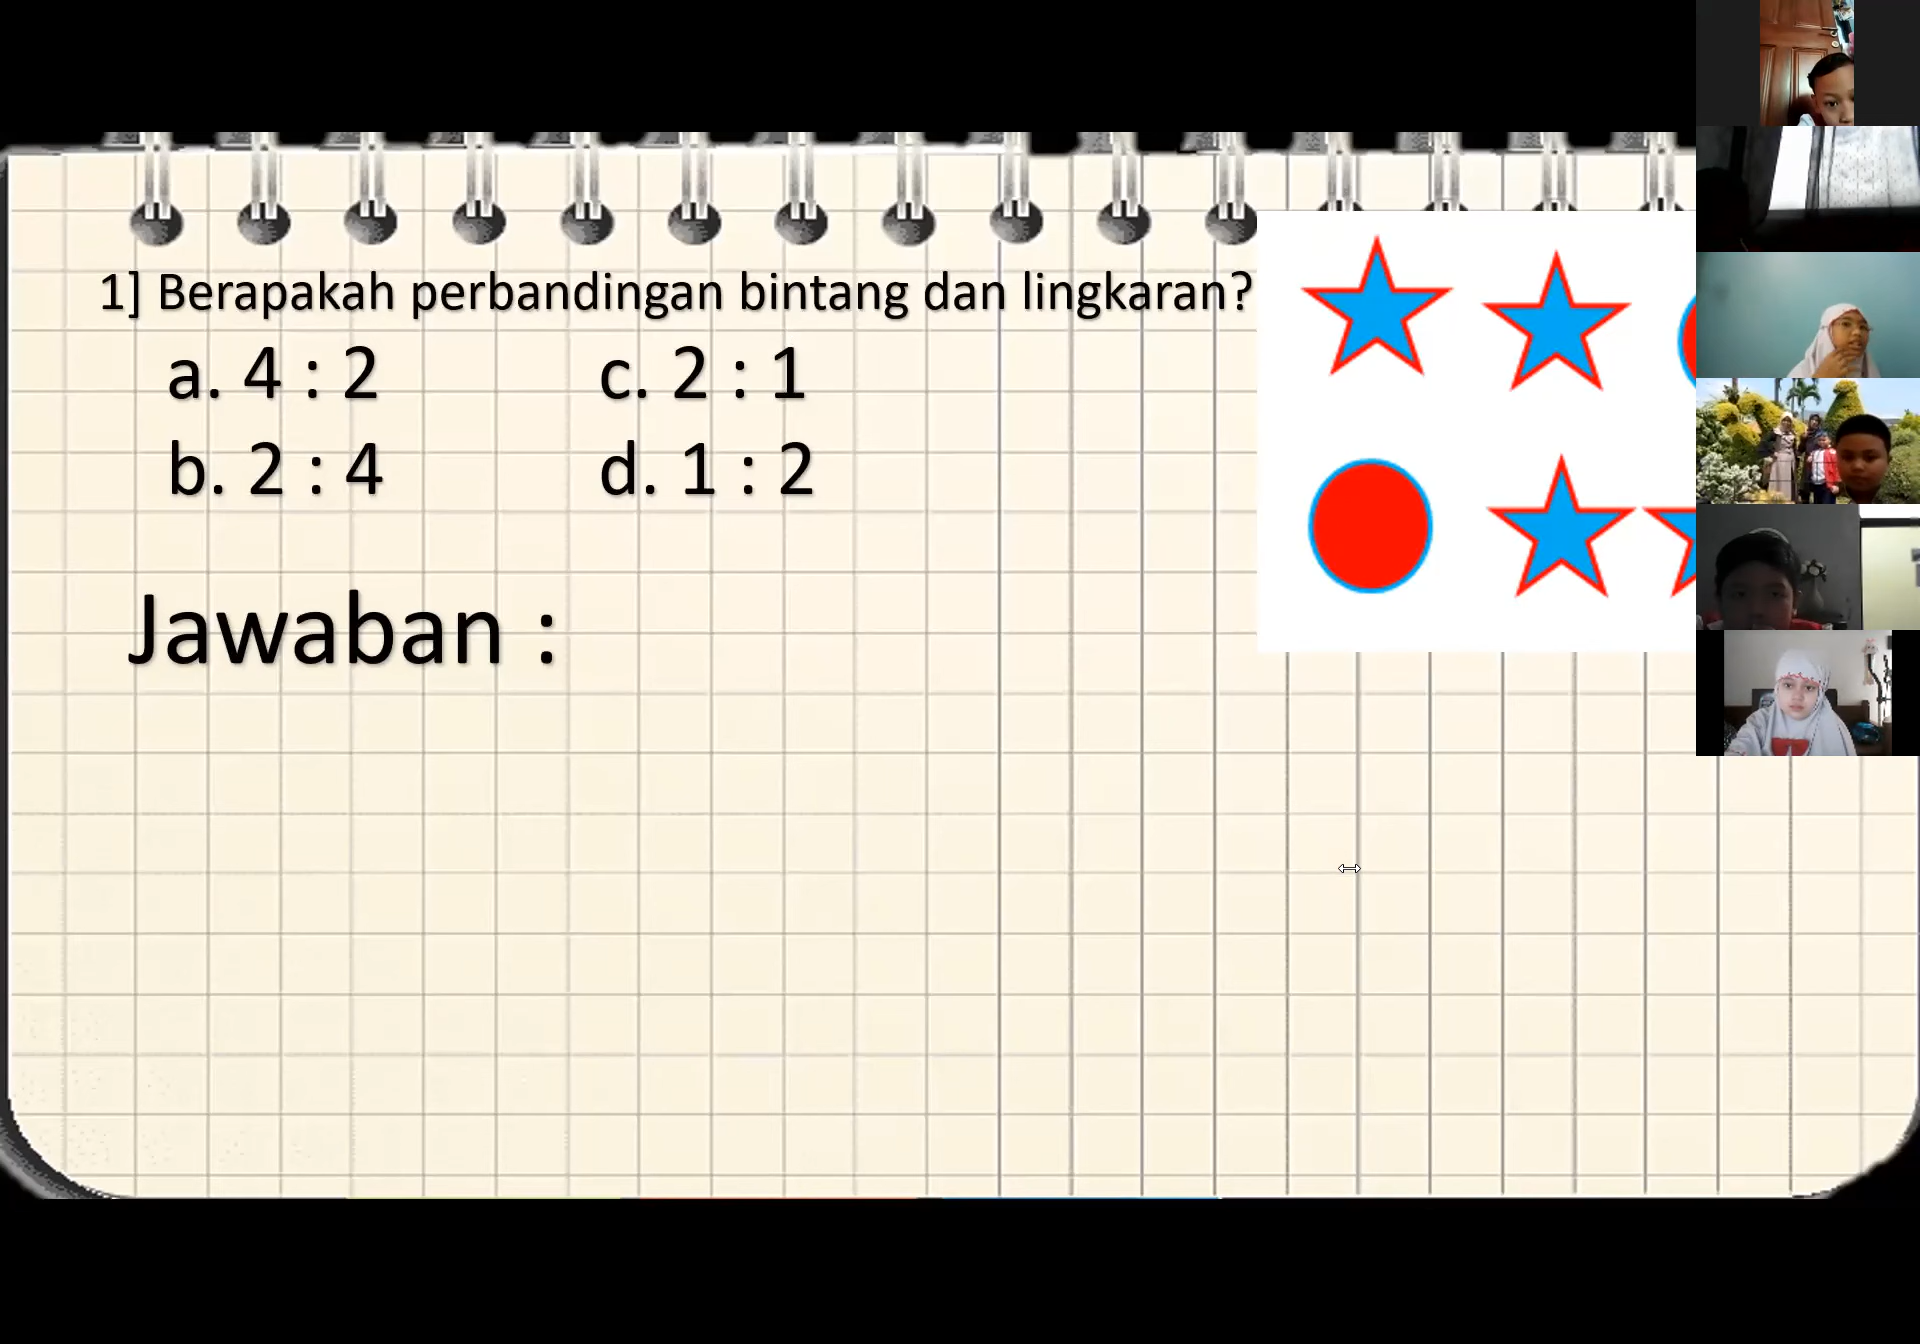 1] Berapakah perbandingan bintang dan lingkaran?
a. 4 : 2 c. 2 : 1
b. 2 : 4 d. 1 : 2
Jawaban :